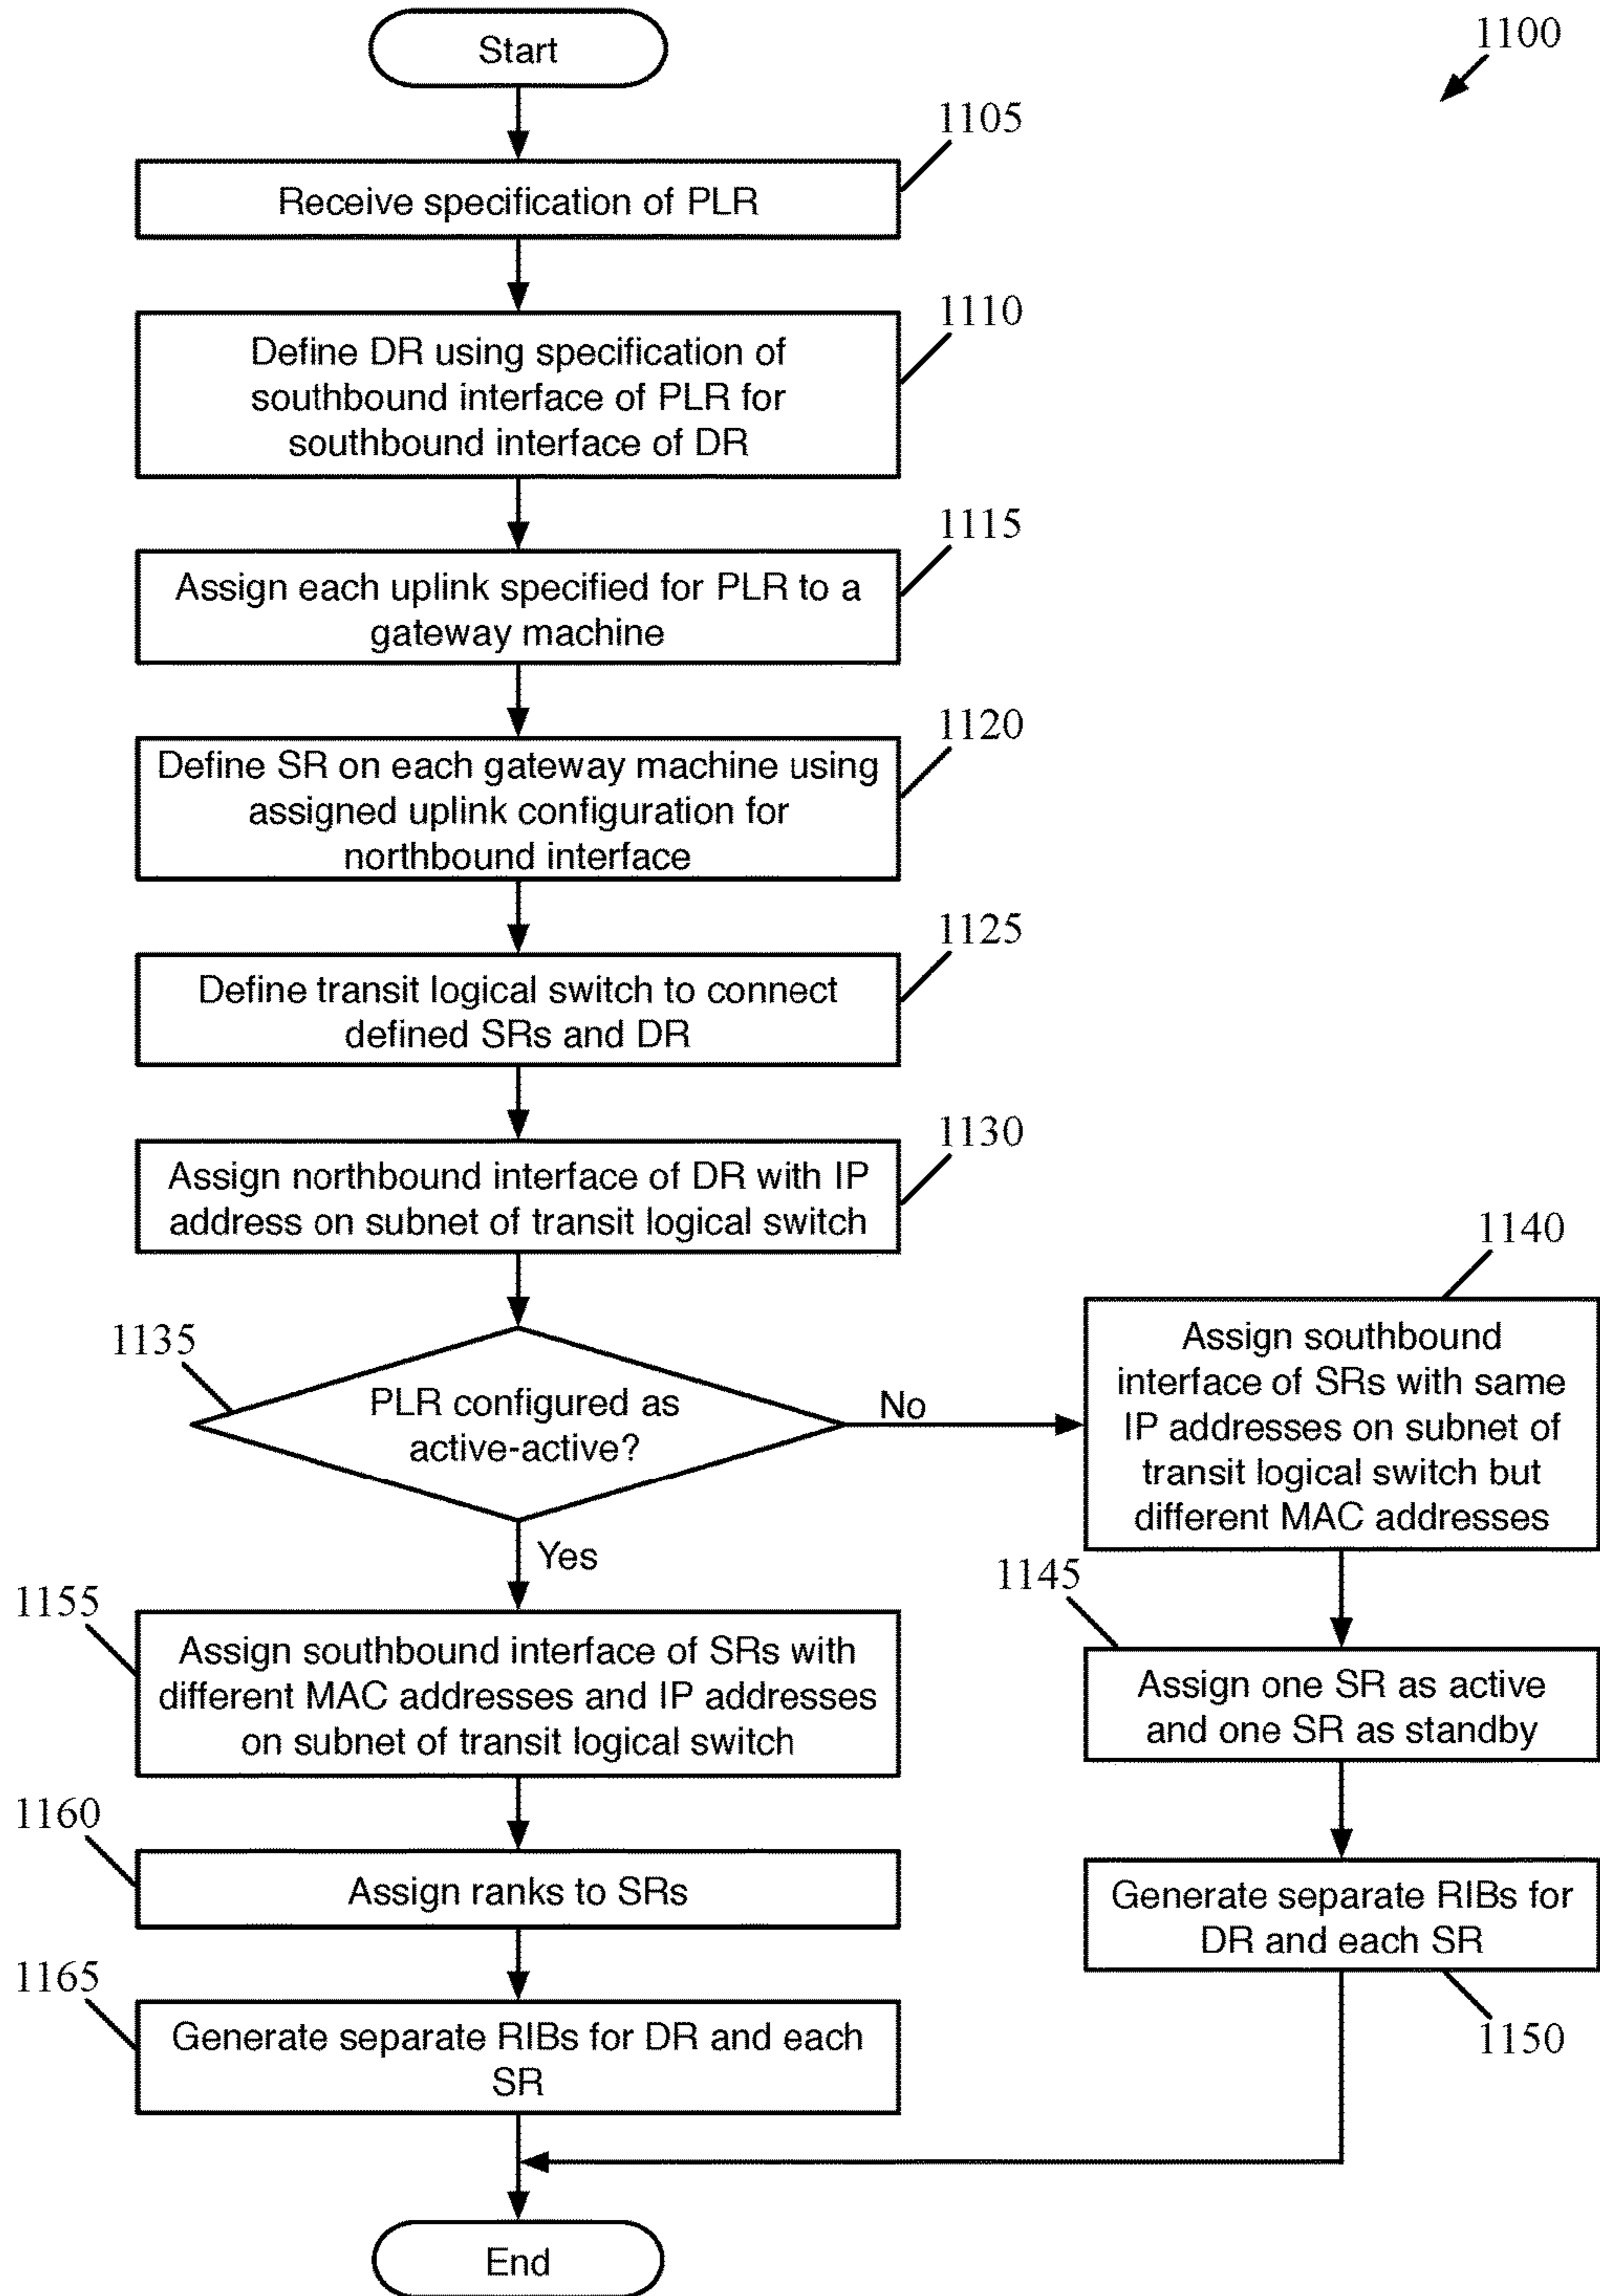 Start
1100
1105
Receive specification of PLR
1110
Define DR using specification of
southbound interface of PLR for
southbound interface of DR
1115
Assign each uplink specified for PLR to a
gateway machine
1120
Define SR on each gateway machine using
assigned uplink configuration for
northbound interface
1125
Define transit logical switch to connect
defined SRs and DR
1130
Assign northbound interface of DR with IP
address on subnet of transit logical switch
1135
PLR configured as
active-active?
No
Yes
1140
Assign southbound
interface of SRs with same
IP addresses on subnet of
transit logical switch but
different MAC addresses
1145
Assign one SR as active
and one SR as standby
Generate separate RIBs for
DR and each SR
1150
1155
Assign southbound interface of SRs with
different MAC addresses and IP addresses
on subnet of transit logical switch
1160
Assign ranks to SRs
1165
Generate separate RIBs for DR and each
SR
End